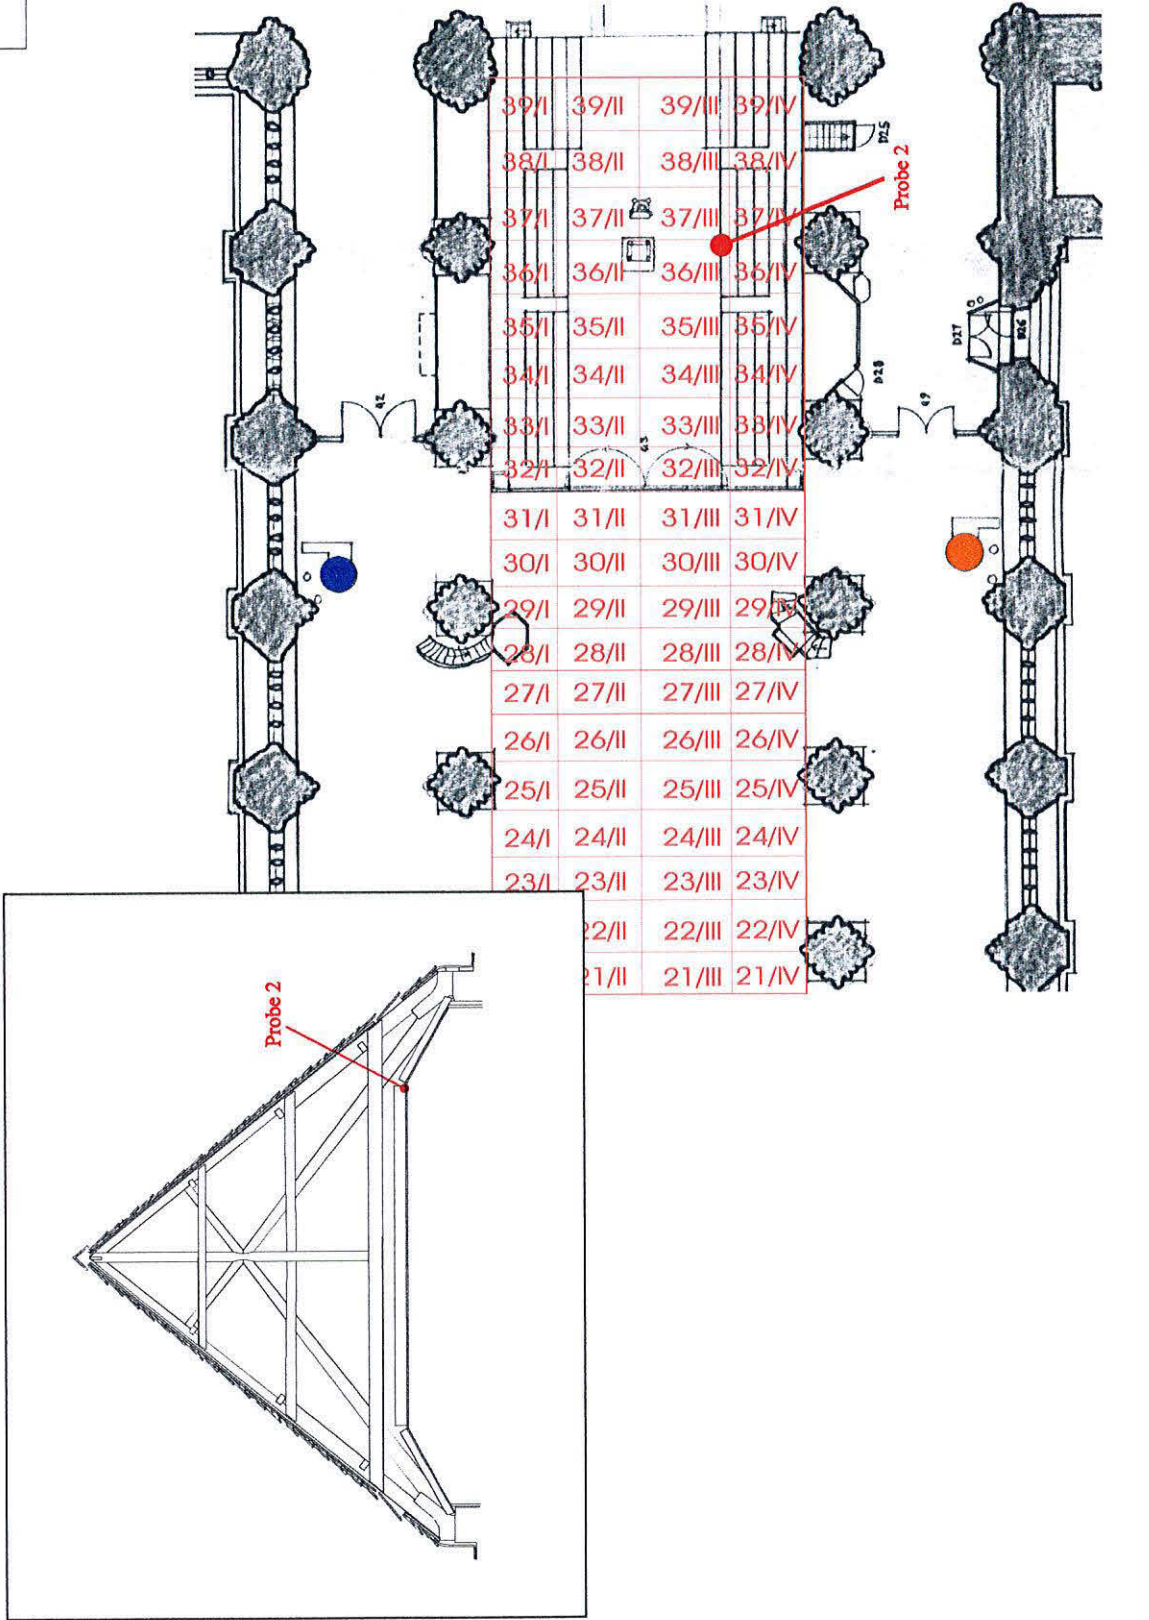 39/I 39/II 39/III 39/IV
D25
38/I 38/II 38/III 38/IV
Probe 2
37/I 37/II 37/III 37/IV
36/I 36/II 36/III 36/IV
35/I 35/II 35/III 35/IV
D27 D26
34/I 34/II 34/III 34/IV
D28
42
49
33/I 33/II 33/III 33/IV
63
32/I 32/II 32/III 32/IV
31/I 31/II 31/III 31/IV
30/I 30/II 30/III 30/IV
29/I 29/II 29/III 29/IV
28/I 28/II 28/III 28/IV
27/I 27/II 27/III 27/IV
26/I 26/II 26/III 26/IV
25/I 25/II 25/III 25/IV
24/I 24/II 24/III 24/IV
23/I 23/II 23/III 23/IV
22/II 22/III 22/IV
21/II 21/III 21/IV
Probe 2